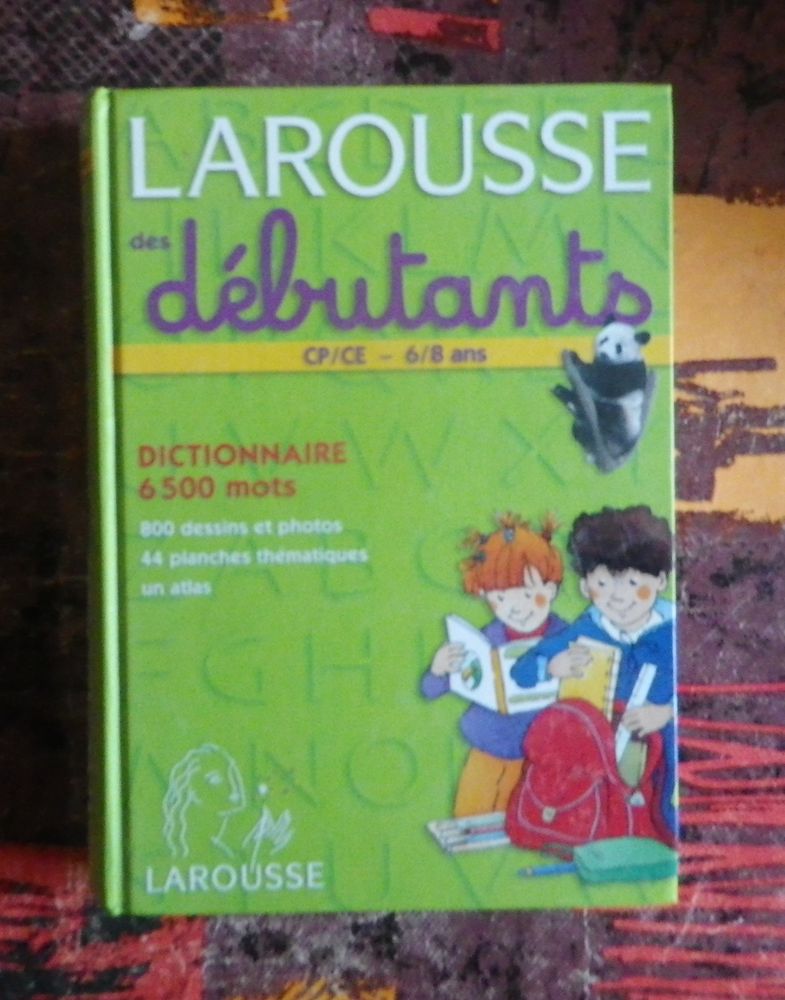 LAROUSSE
des
débutants
CP/CE - 6/8 ans
DICTIONNAIRE
6 500 mots
800 dessins et photos
44 planches thématiques
un atlas
LAROUSSE